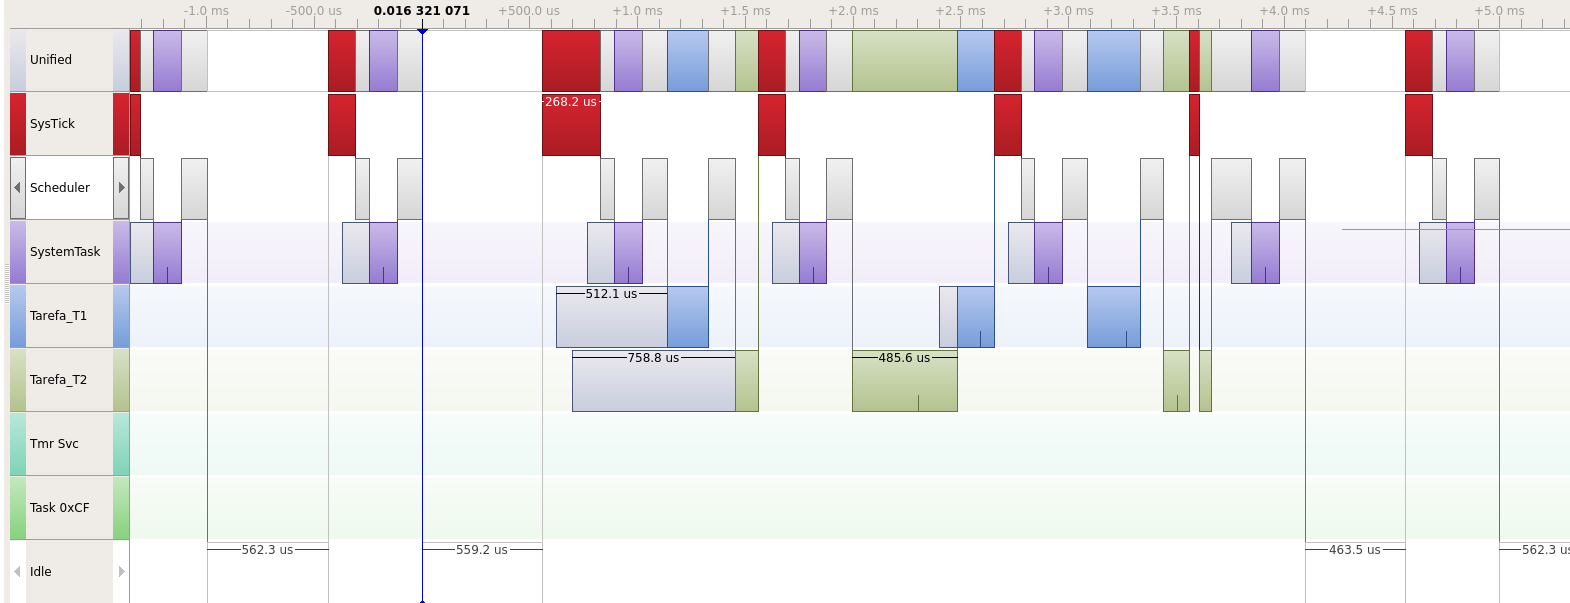 -1.0 ms -500.0 us 0.016 321 071 +500.0 us +1.0 ms +1.5 ms +2.0 ms +2.5 ms +3.0 ms +3.5 ms +4.0 ms +4.5 ms +5.0 ms
Unified
SysTick 268.2 us
Scheduler
SystemTask
Tarefa_T1 512.1 us
Tarefa_T2 758.8 us 485.6 us
Tmr Svc
Task 0xCF
Idle 562.3 us 559.2 us 463.5 us 562.3 us